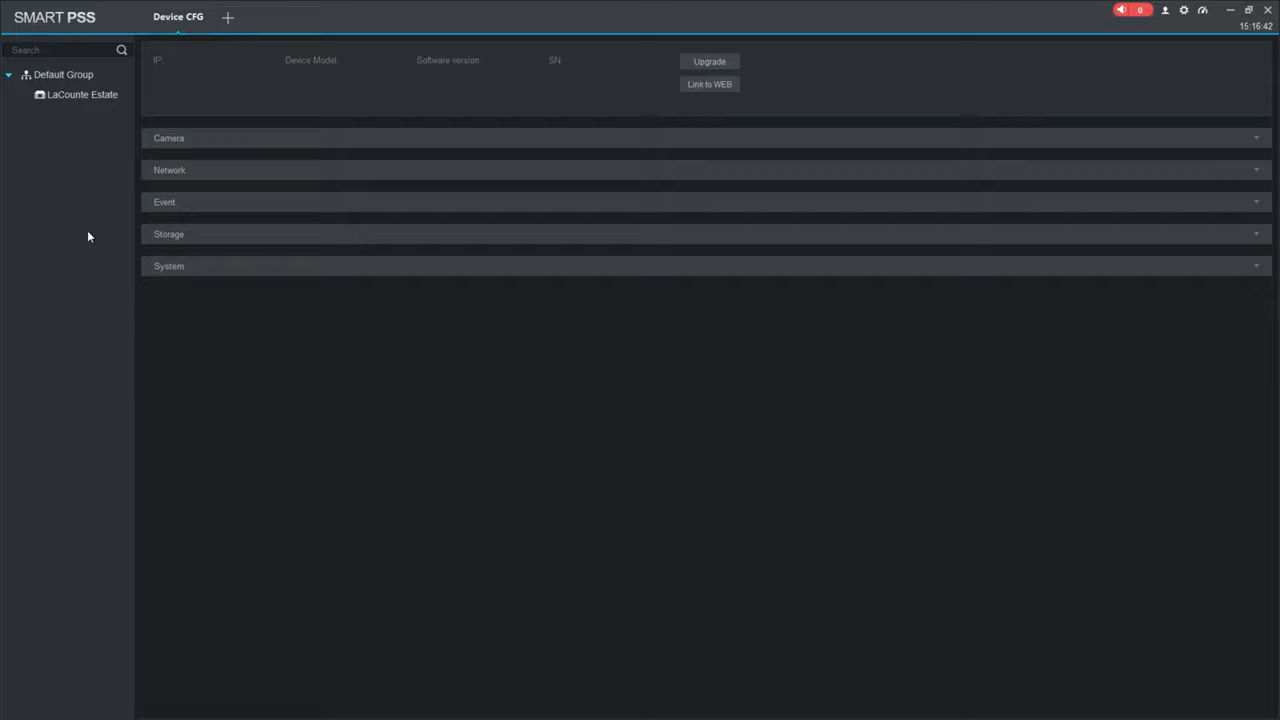 SMART PSS
Device CFG
0
15:16:42
Search...
Default Group
LaCounte Estate
IP:
Device Model:
Software version
SN
Upgrade
Link to WEB
Camera
Network
Event
Storage
System